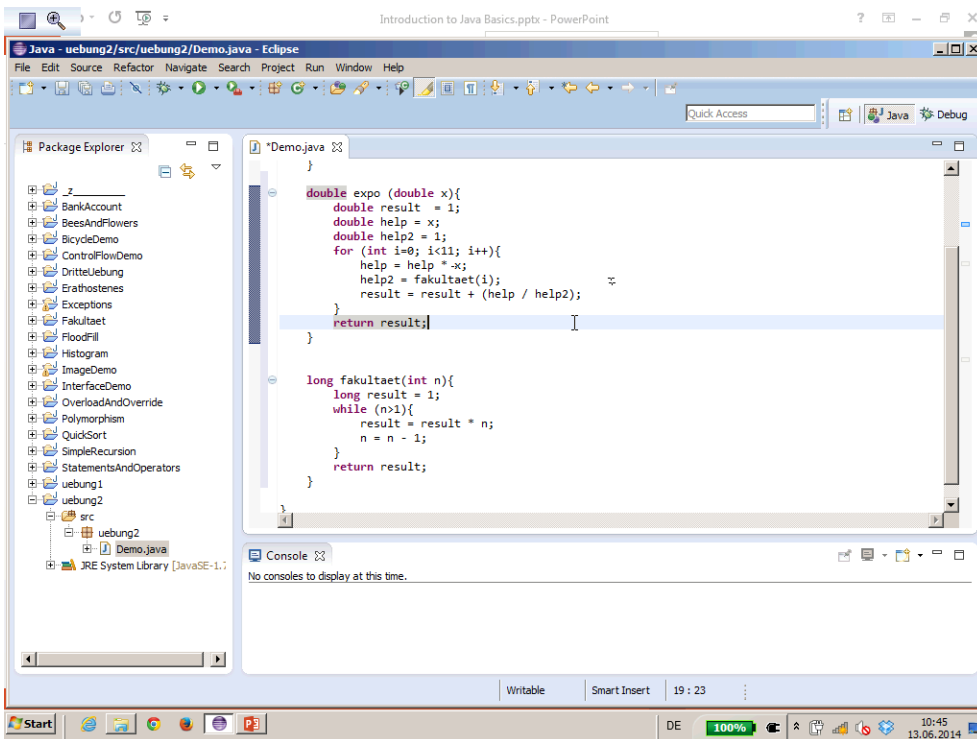 Introduction to Java Basics.pptx - PowerPoint
Java - uebung2/src/uebung2/Demo.java - Eclipse
File Edit Source Refactor Navigate Search Project Run Window Help
Quick Access
Java
Debug
Package Explorer
_z_________
BankAccount
BeesAndFlowers
BicycleDemo
ControlFlowDemo
DritteUebung
Erathostenes
Exceptions
Fakultaet
FloodFill
Histogram
ImageDemo
InterfaceDemo
OverloadAndOverride
Polymorphism
QuickSort
SimpleRecursion
StatementsAndOperators
uebung1
uebung2
src
uebung2
Demo.java
JRE System Library [JavaSE-1.7
*Demo.java
}
double expo (double x){
double result  = 1;
double help = x;
double help2 = 1;
for (int i=0; i<11; i++){
help = help * x;
help2 = fakultaet(i);
result = result + (help / help2);
}
return result;
}
long fakultaet(int n){
long result = 1;
while (n>1){
result = result * n;
n = n - 1;
}
return result;
}
}
Console
No consoles to display at this time.
Writable
Smart Insert
19 : 23
Start
DE
100%
10:45
13.06.2014